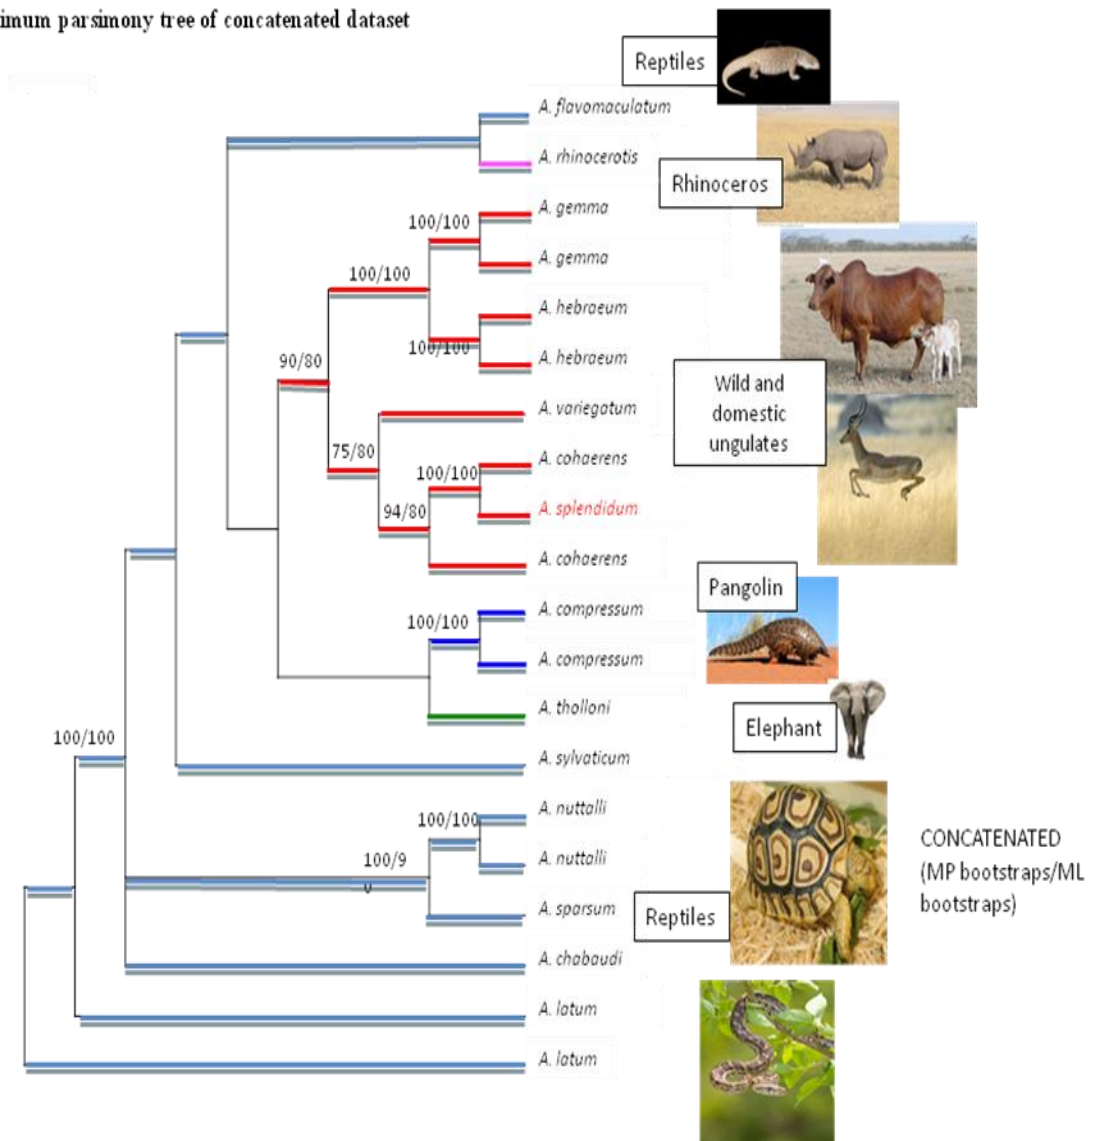 imum parsimony tree of concatenated dataset
Reptiles
A. flavomaculatum
A. rhinocerotis
Rhinoceros
A. gemma
100/100
A. gemma
100/100
A. hebraeum
100/100
A. hebraeum
90/80
Wild and
domestic
ungulates
A. variegatum
75/80
A. cohaerens
100/100
A. splendidum
94/80
A. cohaerens
Pangolin
A. compressum
100/100
A. compressum
A. tholloni
Elephant
100/100
A. sylvaticum
A. nuttalli
100/100
A. nuttalli
100/9
0
A. sparsum
Reptiles
CONCATENATED
(MP bootstraps/ML
bootstraps)
A. chabaudi
A. latum
A. latum